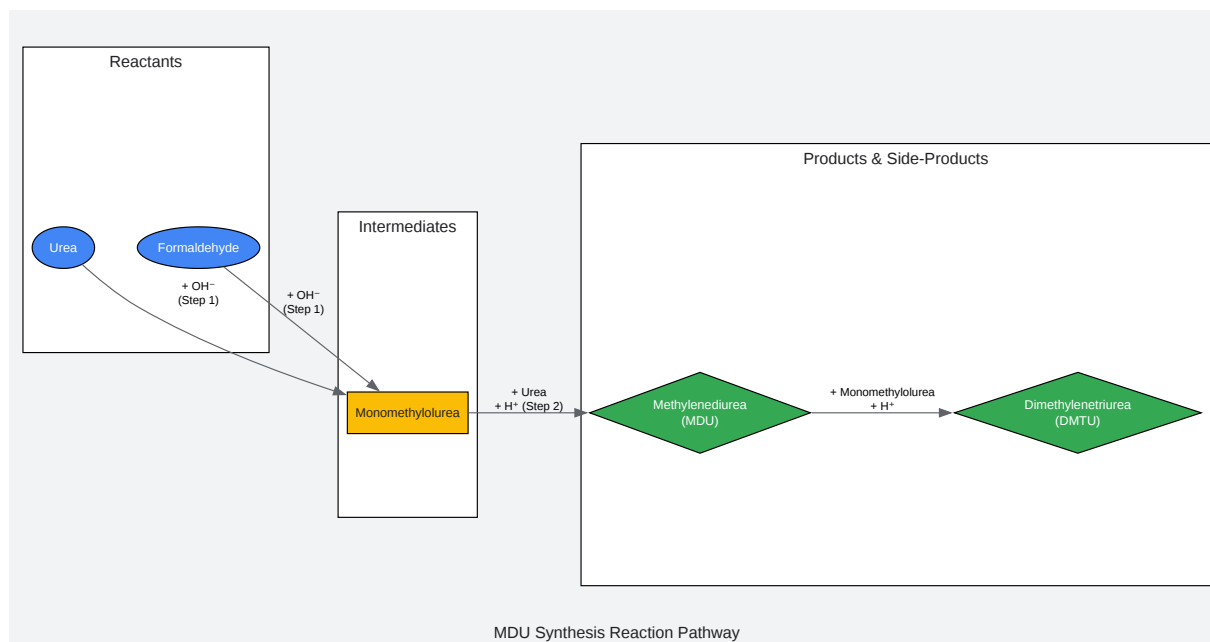 Reactants
Urea
Formaldehyde
+ OH⁻
(Step 1)
+ OH⁻
(Step 1)
Intermediates
Monomethylolurea
+ Urea
+ H⁺ (Step 2)
Products & Side-Products
Methylenediurea
(MDU)
+ Monomethylolurea
+ H⁺
Dimethylenetriurea
(DMTU)
MDU Synthesis Reaction Pathway